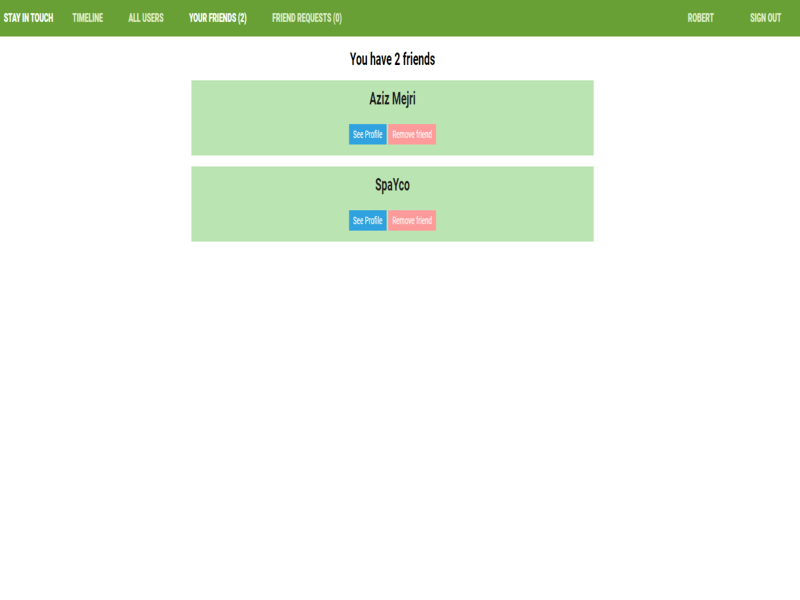 STAY IN TOUCH TIMELINE ALL USERS YOUR FRIENDS (2) FRIEND REQUESTS (0) ROBERT SIGN OUT
You have 2 friends
Aziz Mejri
See Profile Remove friend
SpaYco
See Profile Remove friend